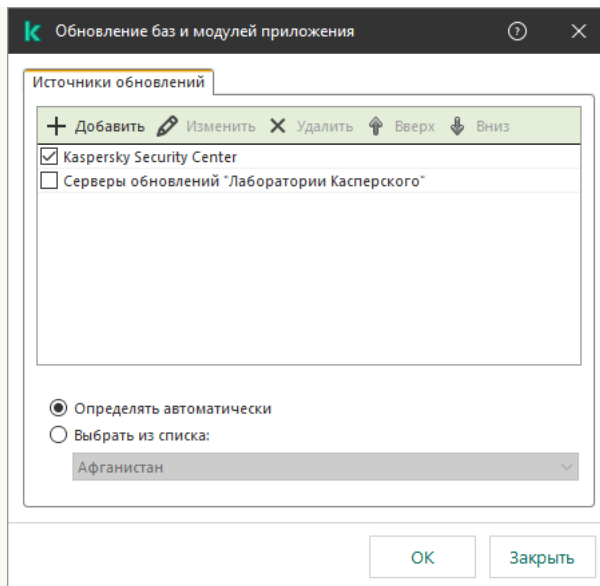 Обновление баз и модулей приложения
Источники обновлений
Добавить Изменить Удалить Вверх Вниз
Kaspersky Security Center
Серверы обновлений "Лаборатории Касперского"
Определять автоматически
Выбрать из списка:
Афганистан
ОК Закрыть